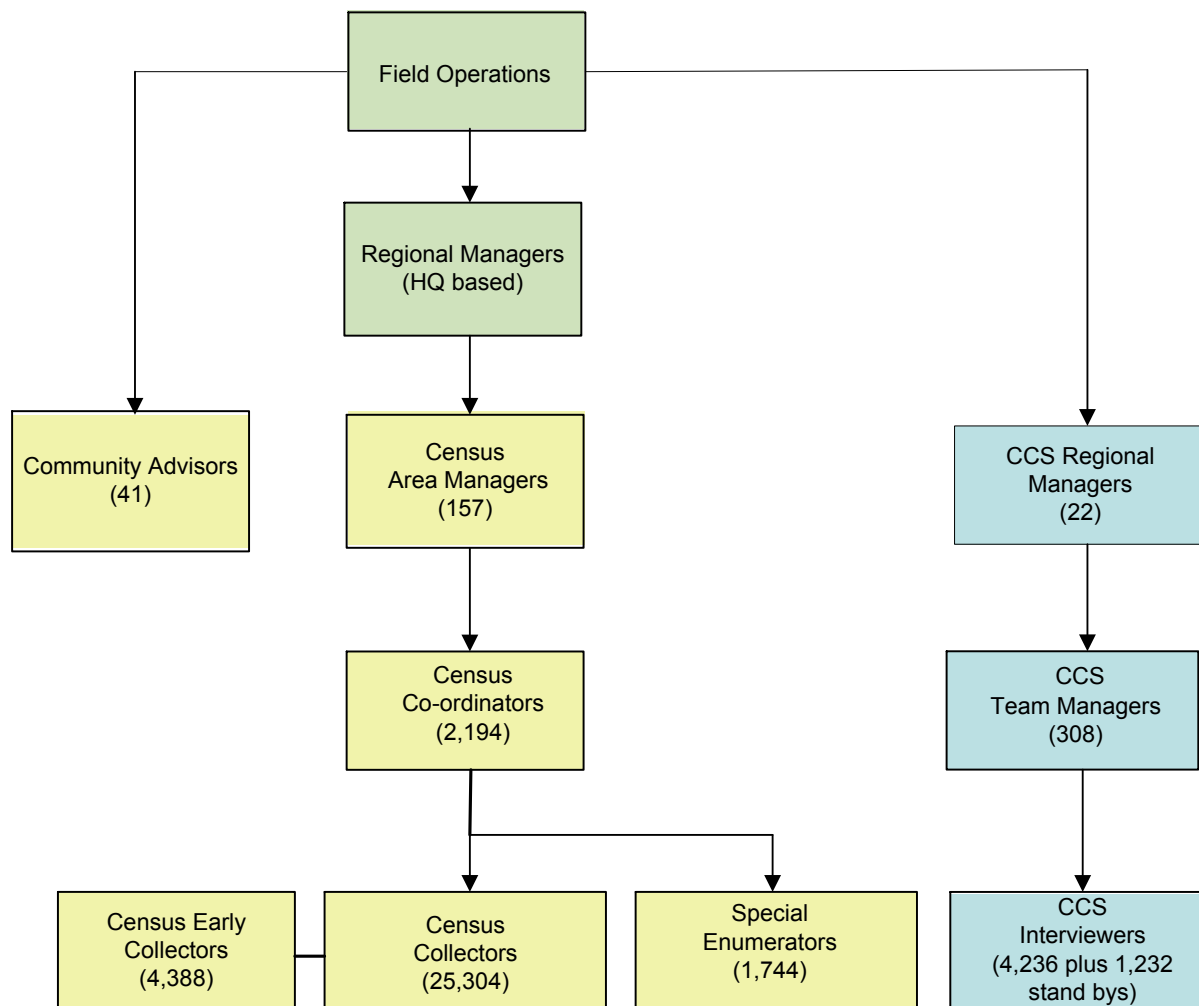 Field Operations
Regional Managers
(HQ based)
Community Advisors
(41)
Census
Area Managers
(157)
CCS Regional
Managers
(22)
Census
Co-ordinators
(2,194)
CCS
Team Managers
(308)
Census Early
Collectors
(4,388)
Census
Collectors
(25,304)
Special
Enumerators
(1,744)
CCS
Interviewers
(4,236 plus 1,232
stand bys)